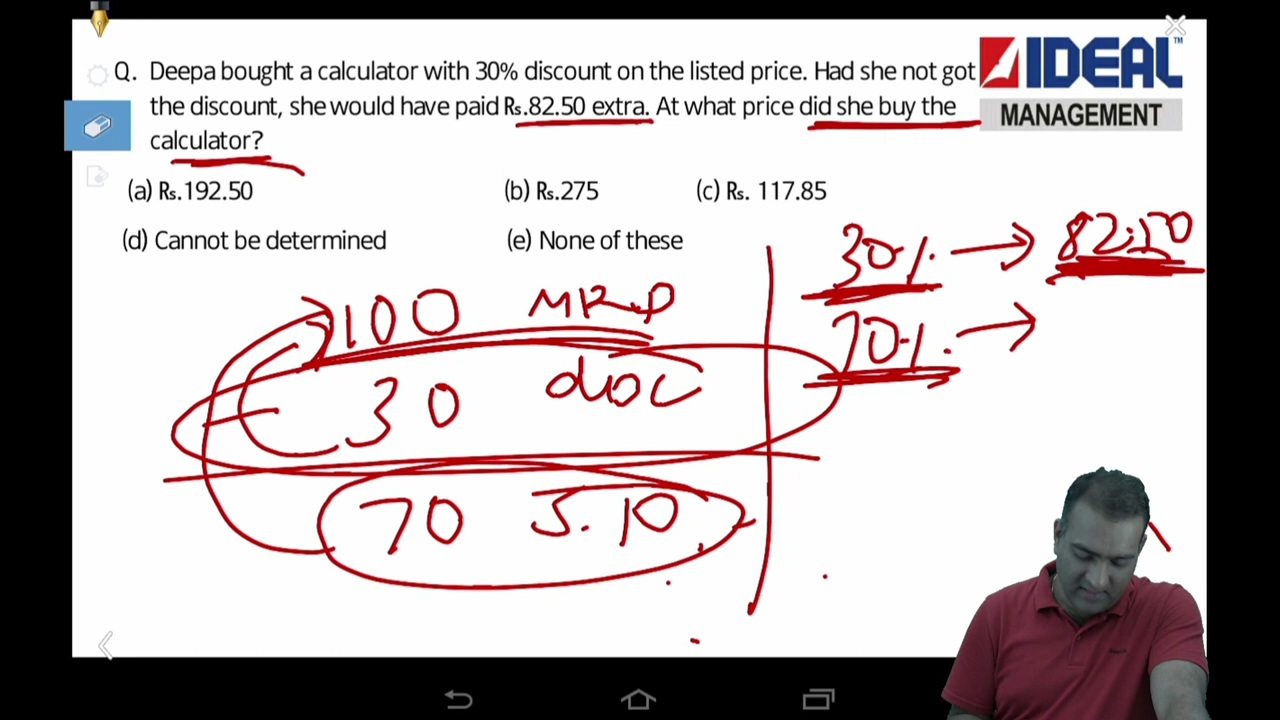 Q. Deepa bought a calculator with 30% discount on the listed price. Had she not got
the discount, she would have paid Rs.82.50 extra. At what price did she buy the
calculator?
(a) Rs.192.50 (b) Rs.275 (c) Rs. 117.85
(d) Cannot be determined (e) None of these
IDEAL™
MANAGEMENT
100 M.R.P
30 disc
70 S.P
30% → 82.50
70% →